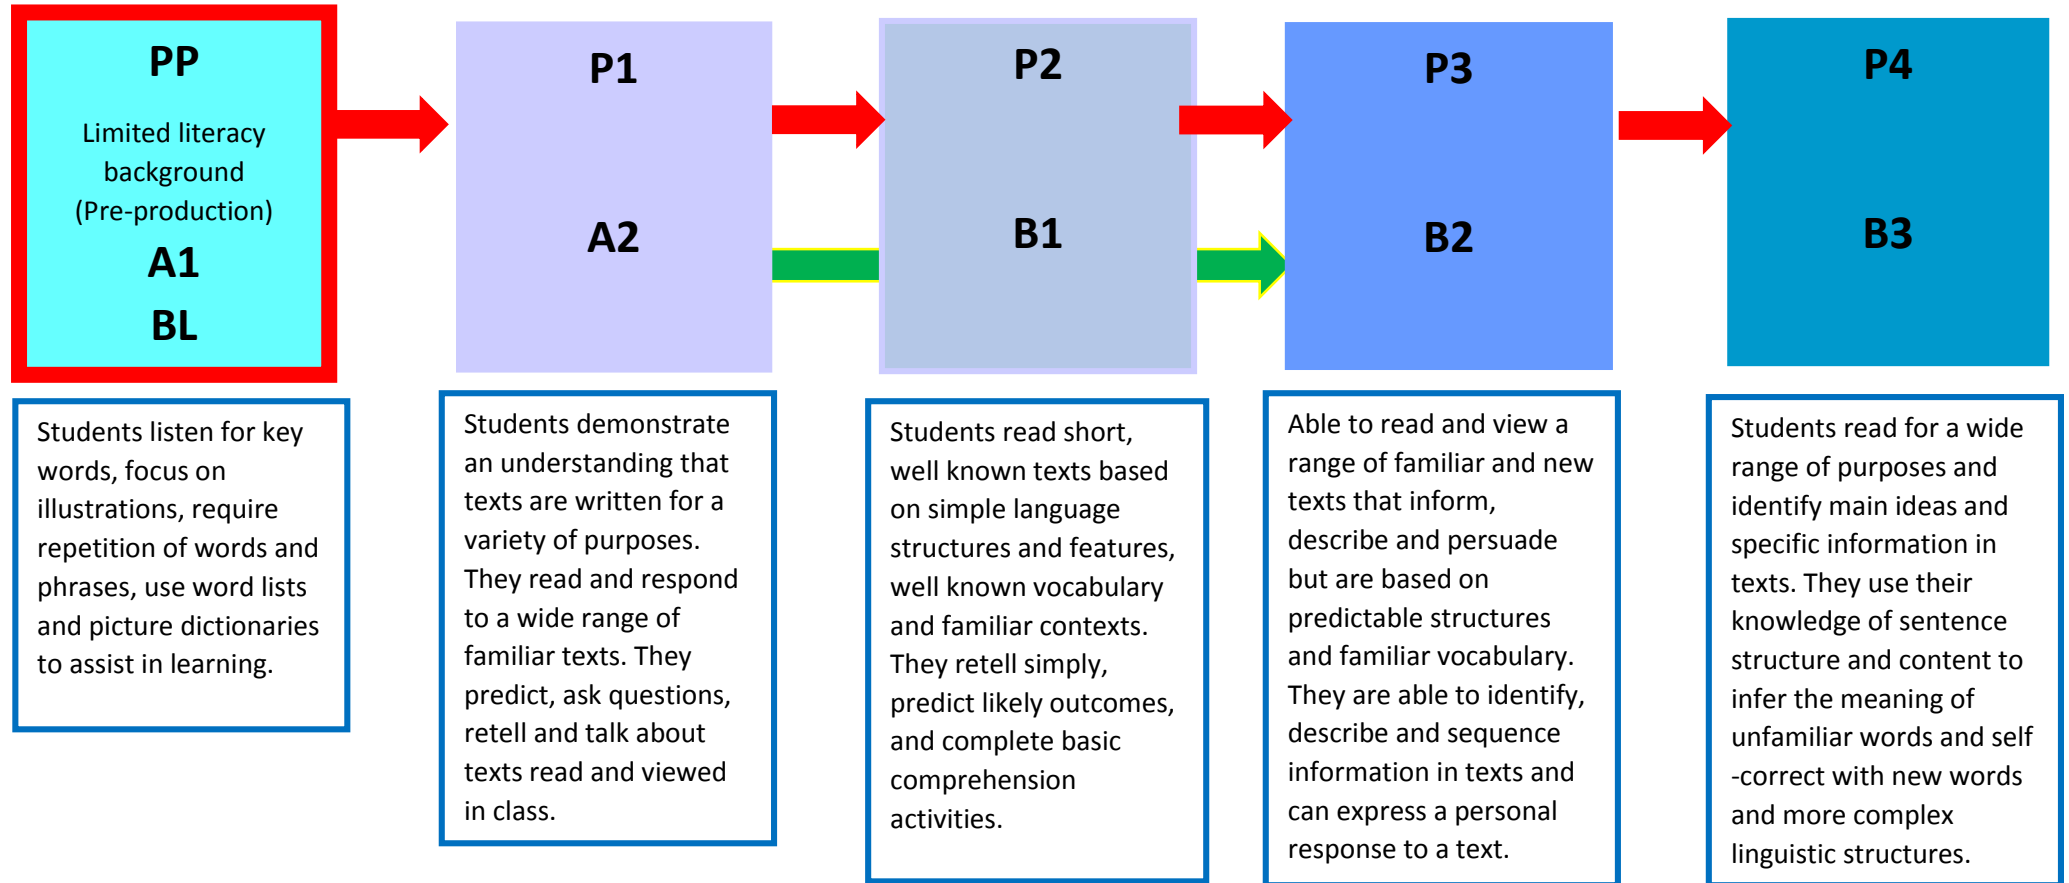 PP
Limited literacy
background
(Pre-production)
A1
BL
P1
A2
P2
B1
P3
B2
P4
B3
Students listen for key
words, focus on
illustrations, require
repetition of words and
phrases, use word lists
and picture dictionaries
to assist in learning.
Students demonstrate
an understanding that
texts are written for a
variety of purposes.
They read and respond
to a wide range of
familiar texts. They
predict, ask questions,
retell and talk about
texts read and viewed
in class.
Students read short,
well known texts based
on simple language
structures and features,
well known vocabulary
and familiar contexts.
They retell simply,
predict likely outcomes,
and complete basic
comprehension
activities.
Able to read and view a
range of familiar and new
texts that inform,
describe and persuade
but are based on
predictable structures
and familiar vocabulary.
They are able to identify,
describe and sequence
information in texts and
can express a personal
response to a text.
Students read for a wide
range of purposes and
identify main ideas and
specific information in
texts. They use their
knowledge of sentence
structure and content to
infer the meaning of
unfamiliar words and self
-correct with new words
and more complex
linguistic structures.